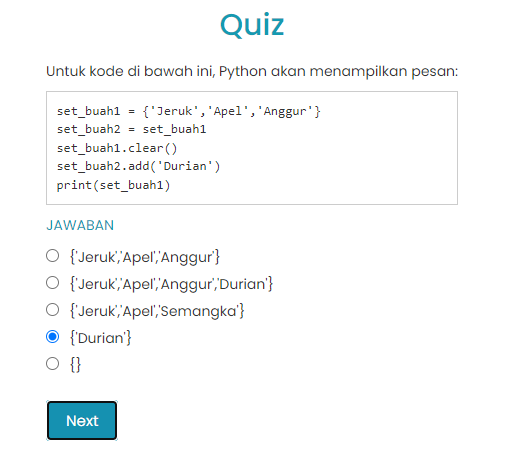 Quiz
Untuk kode di bawah ini, Python akan menampilkan pesan:
set_buah1 = {'Jeruk','Apel','Anggur'}
set_buah2 = set_buah1
set_buah1.clear()
set_buah2.add('Durian')
print(set_buah1)
JAWABAN
{'Jeruk','Apel','Anggur'}
{'Jeruk','Apel','Anggur','Durian'}
{'Jeruk','Apel','Semangka'}
{'Durian'}
{}
Next